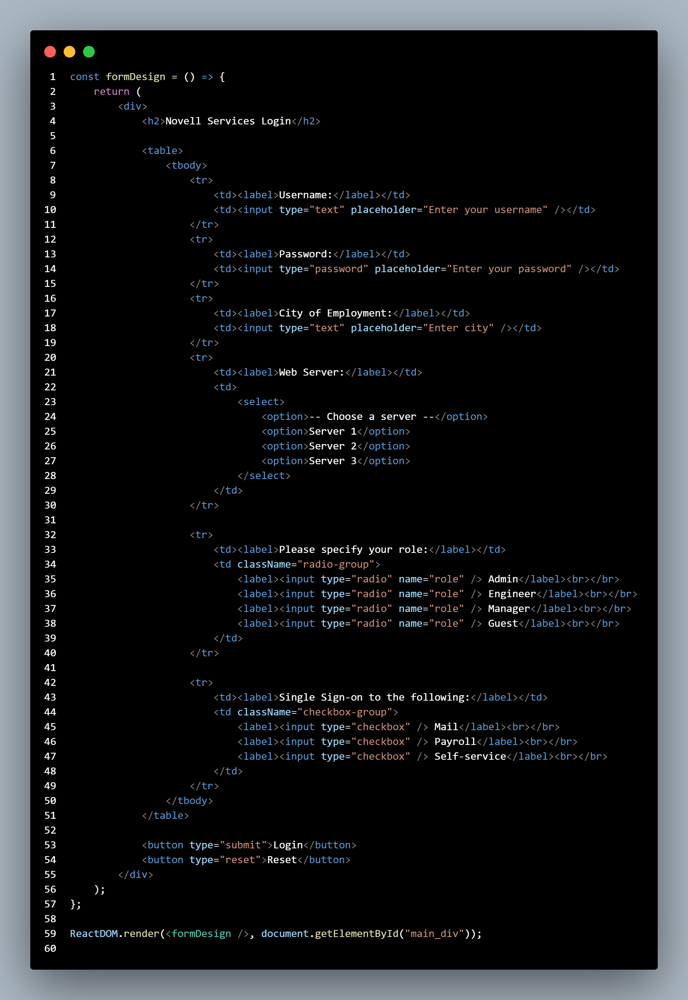 1 const formDesign = () => {
2 return (
3 <div>
4 <h2>Novell Services Login</h2>
5
6 <table>
7 <tbody>
8 <tr>
9 <td><label>Username:</label></td>
10 <td><input type="text" placeholder="Enter your username" /></td>
11 </tr>
12 <tr>
13 <td><label>Password:</label></td>
14 <td><input type="password" placeholder="Enter your password" /></td>
15 </tr>
16 <tr>
17 <td><label>City of Employment:</label></td>
18 <td><input type="text" placeholder="Enter city" /></td>
19 </tr>
20 <tr>
21 <td><label>Web Server:</label></td>
22 <td>
23 <select>
24 <option>-- Choose a server --</option>
25 <option>Server 1</option>
26 <option>Server 2</option>
27 <option>Server 3</option>
28 </select>
29 </td>
30 </tr>
31
32 <tr>
33 <td><label>Please specify your role:</label></td>
34 <td className="radio-group">
35 <label><input type="radio" name="role" /> Admin</label><br></br>
36 <label><input type="radio" name="role" /> Engineer</label><br></br>
37 <label><input type="radio" name="role" /> Manager</label><br></br>
38 <label><input type="radio" name="role" /> Guest</label><br></br>
39 </td>
40 </tr>
41
42 <tr>
43 <td><label>Single Sign-on to the following:</label></td>
44 <td className="checkbox-group">
45 <label><input type="checkbox" /> Mail</label><br></br>
46 <label><input type="checkbox" /> Payroll</label><br></br>
47 <label><input type="checkbox" /> Self-service</label><br></br>
48 </td>
49 </tr>
50 </tbody>
51 </table>
52
53 <button type="submit">Login</button>
54 <button type="reset">Reset</button>
55 </div>
56 );
57 };
58
59 ReactDOM.render(<formDesign />, document.getElementById("main_div"));
60